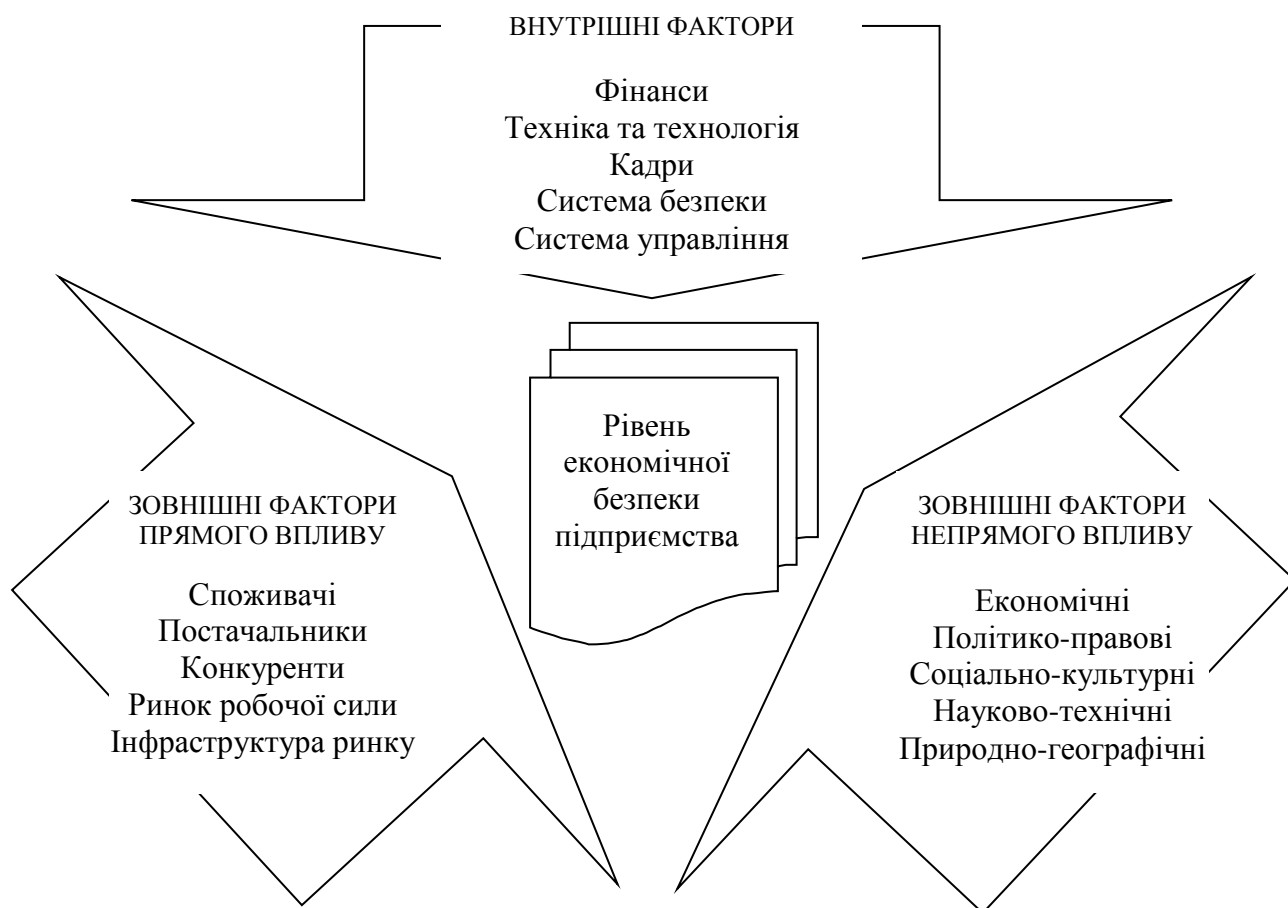 ВНУТРІШНІ ФАКТОРИ
Фінанси
Техніка та технологія
Кадри
Система безпеки
Система управління
Рівень
економічної
безпеки
підприємства
ЗОВНІШНІ ФАКТОРИ
ПРЯМОГО ВПЛИВУ
Споживачі
Постачальники
Конкуренти
Ринок робочої сили
Інфраструктура ринку
ЗОВНІШНІ ФАКТОРИ
НЕПРЯМОГО ВПЛИВУ
Економічні
Політико-правові
Соціально-культурні
Науково-технічні
Природно-географічні